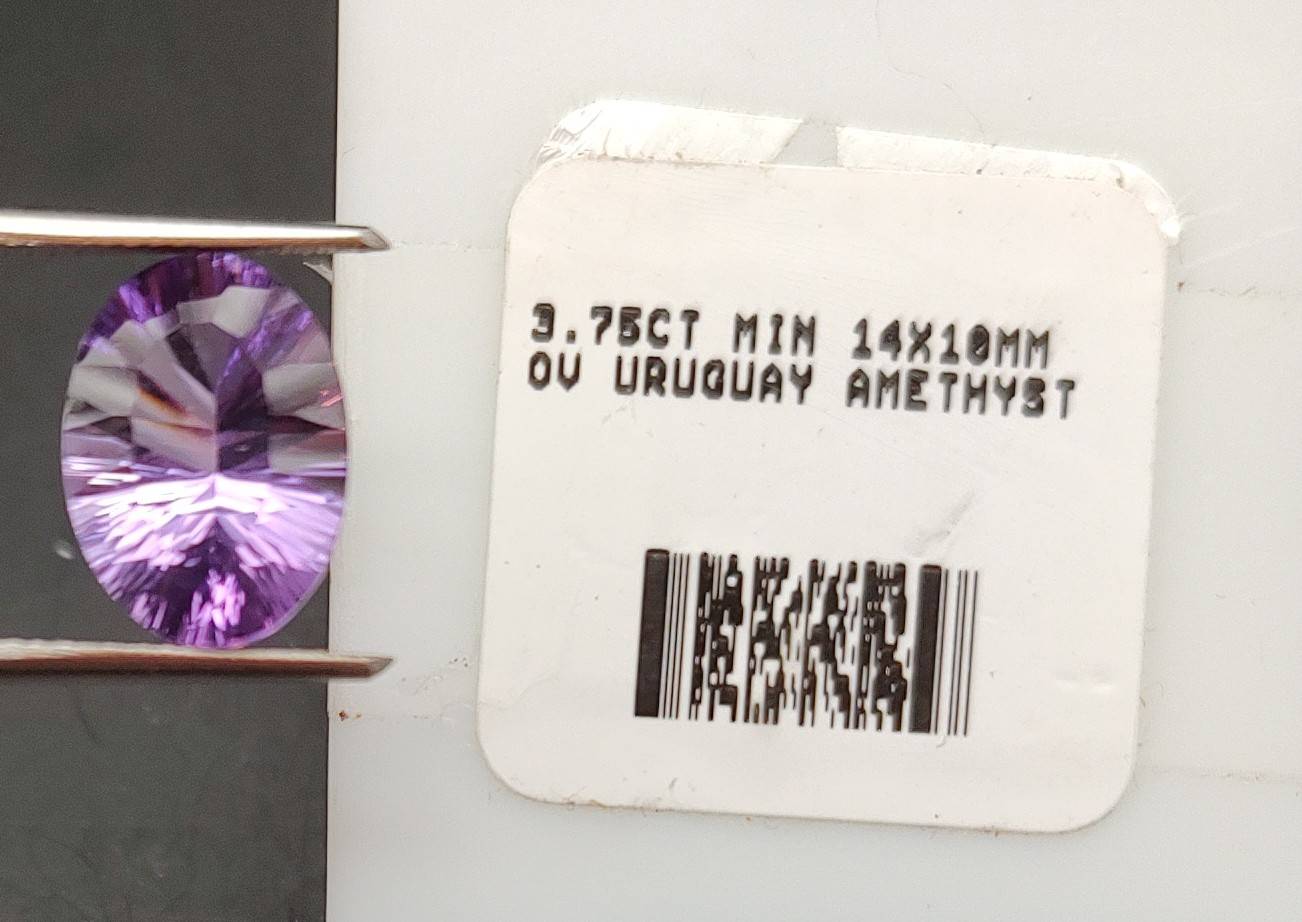 3.75CT MIN 14X10MM
OV URUGUAY AMETHYST